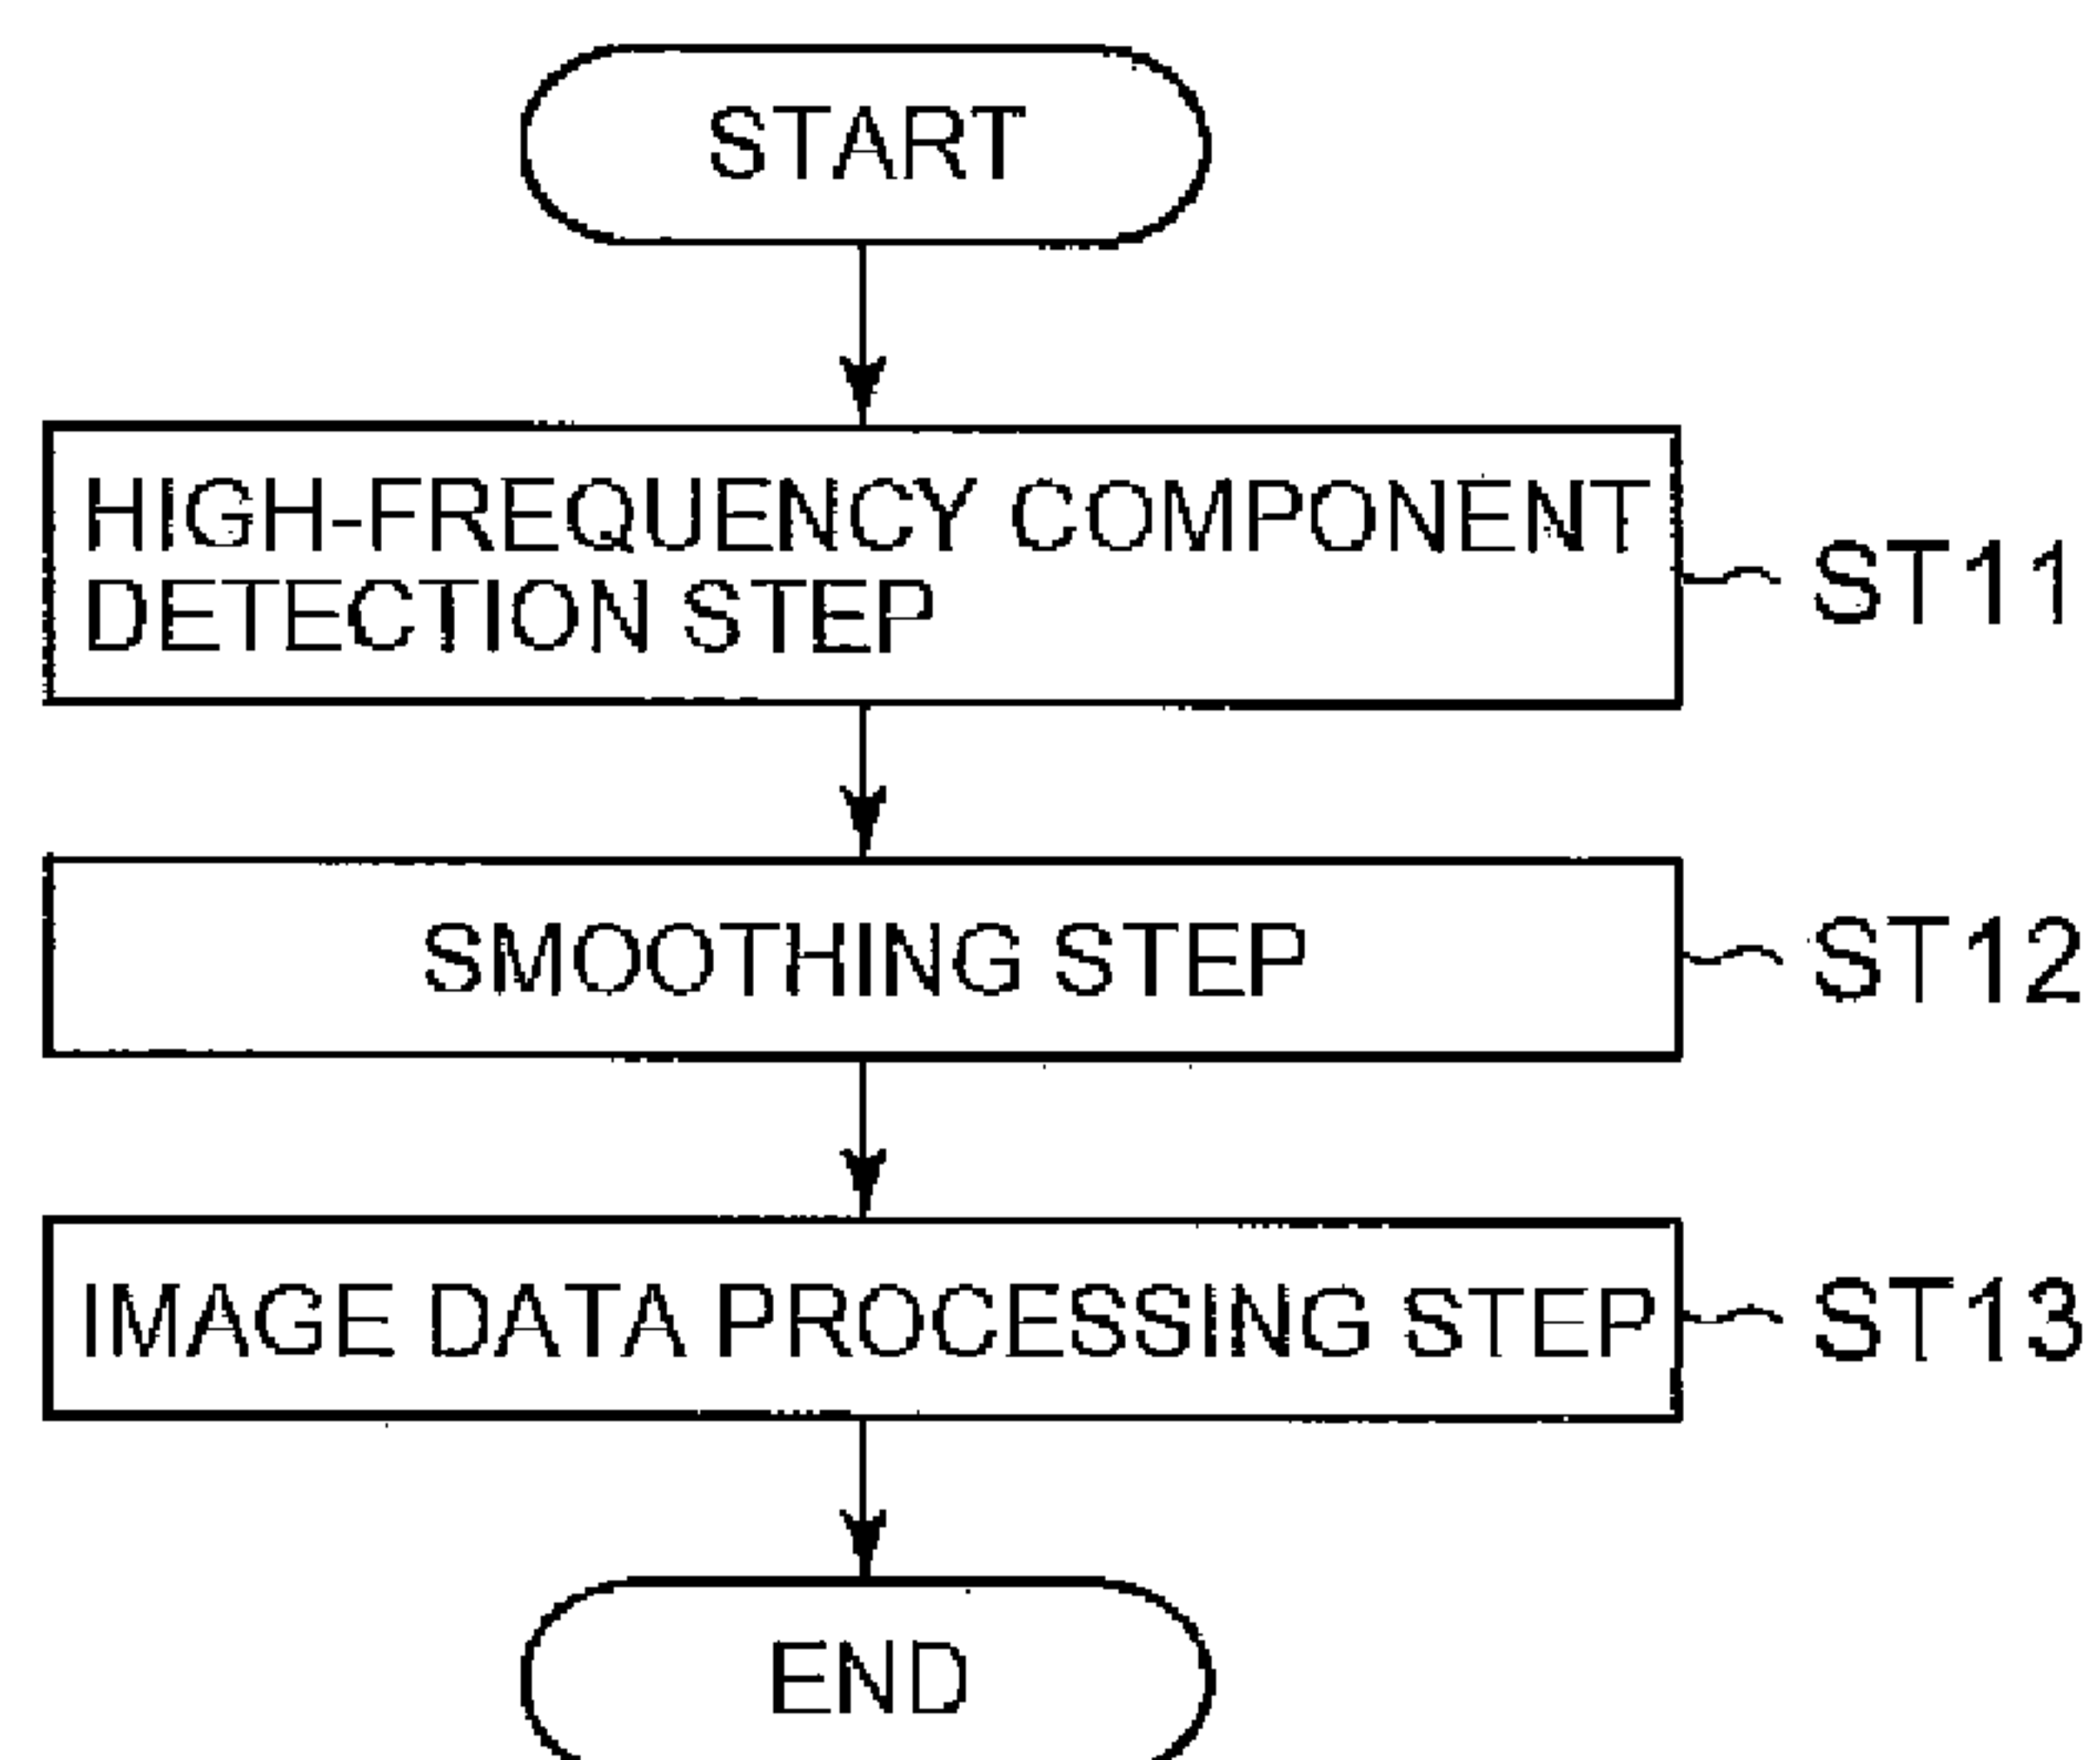 START
HIGH-FREQUENCY COMPONENT
DETECTION STEP
ST11
SMOOTHING STEP
ST12
IMAGE DATA PROCESSING STEP
ST13
END